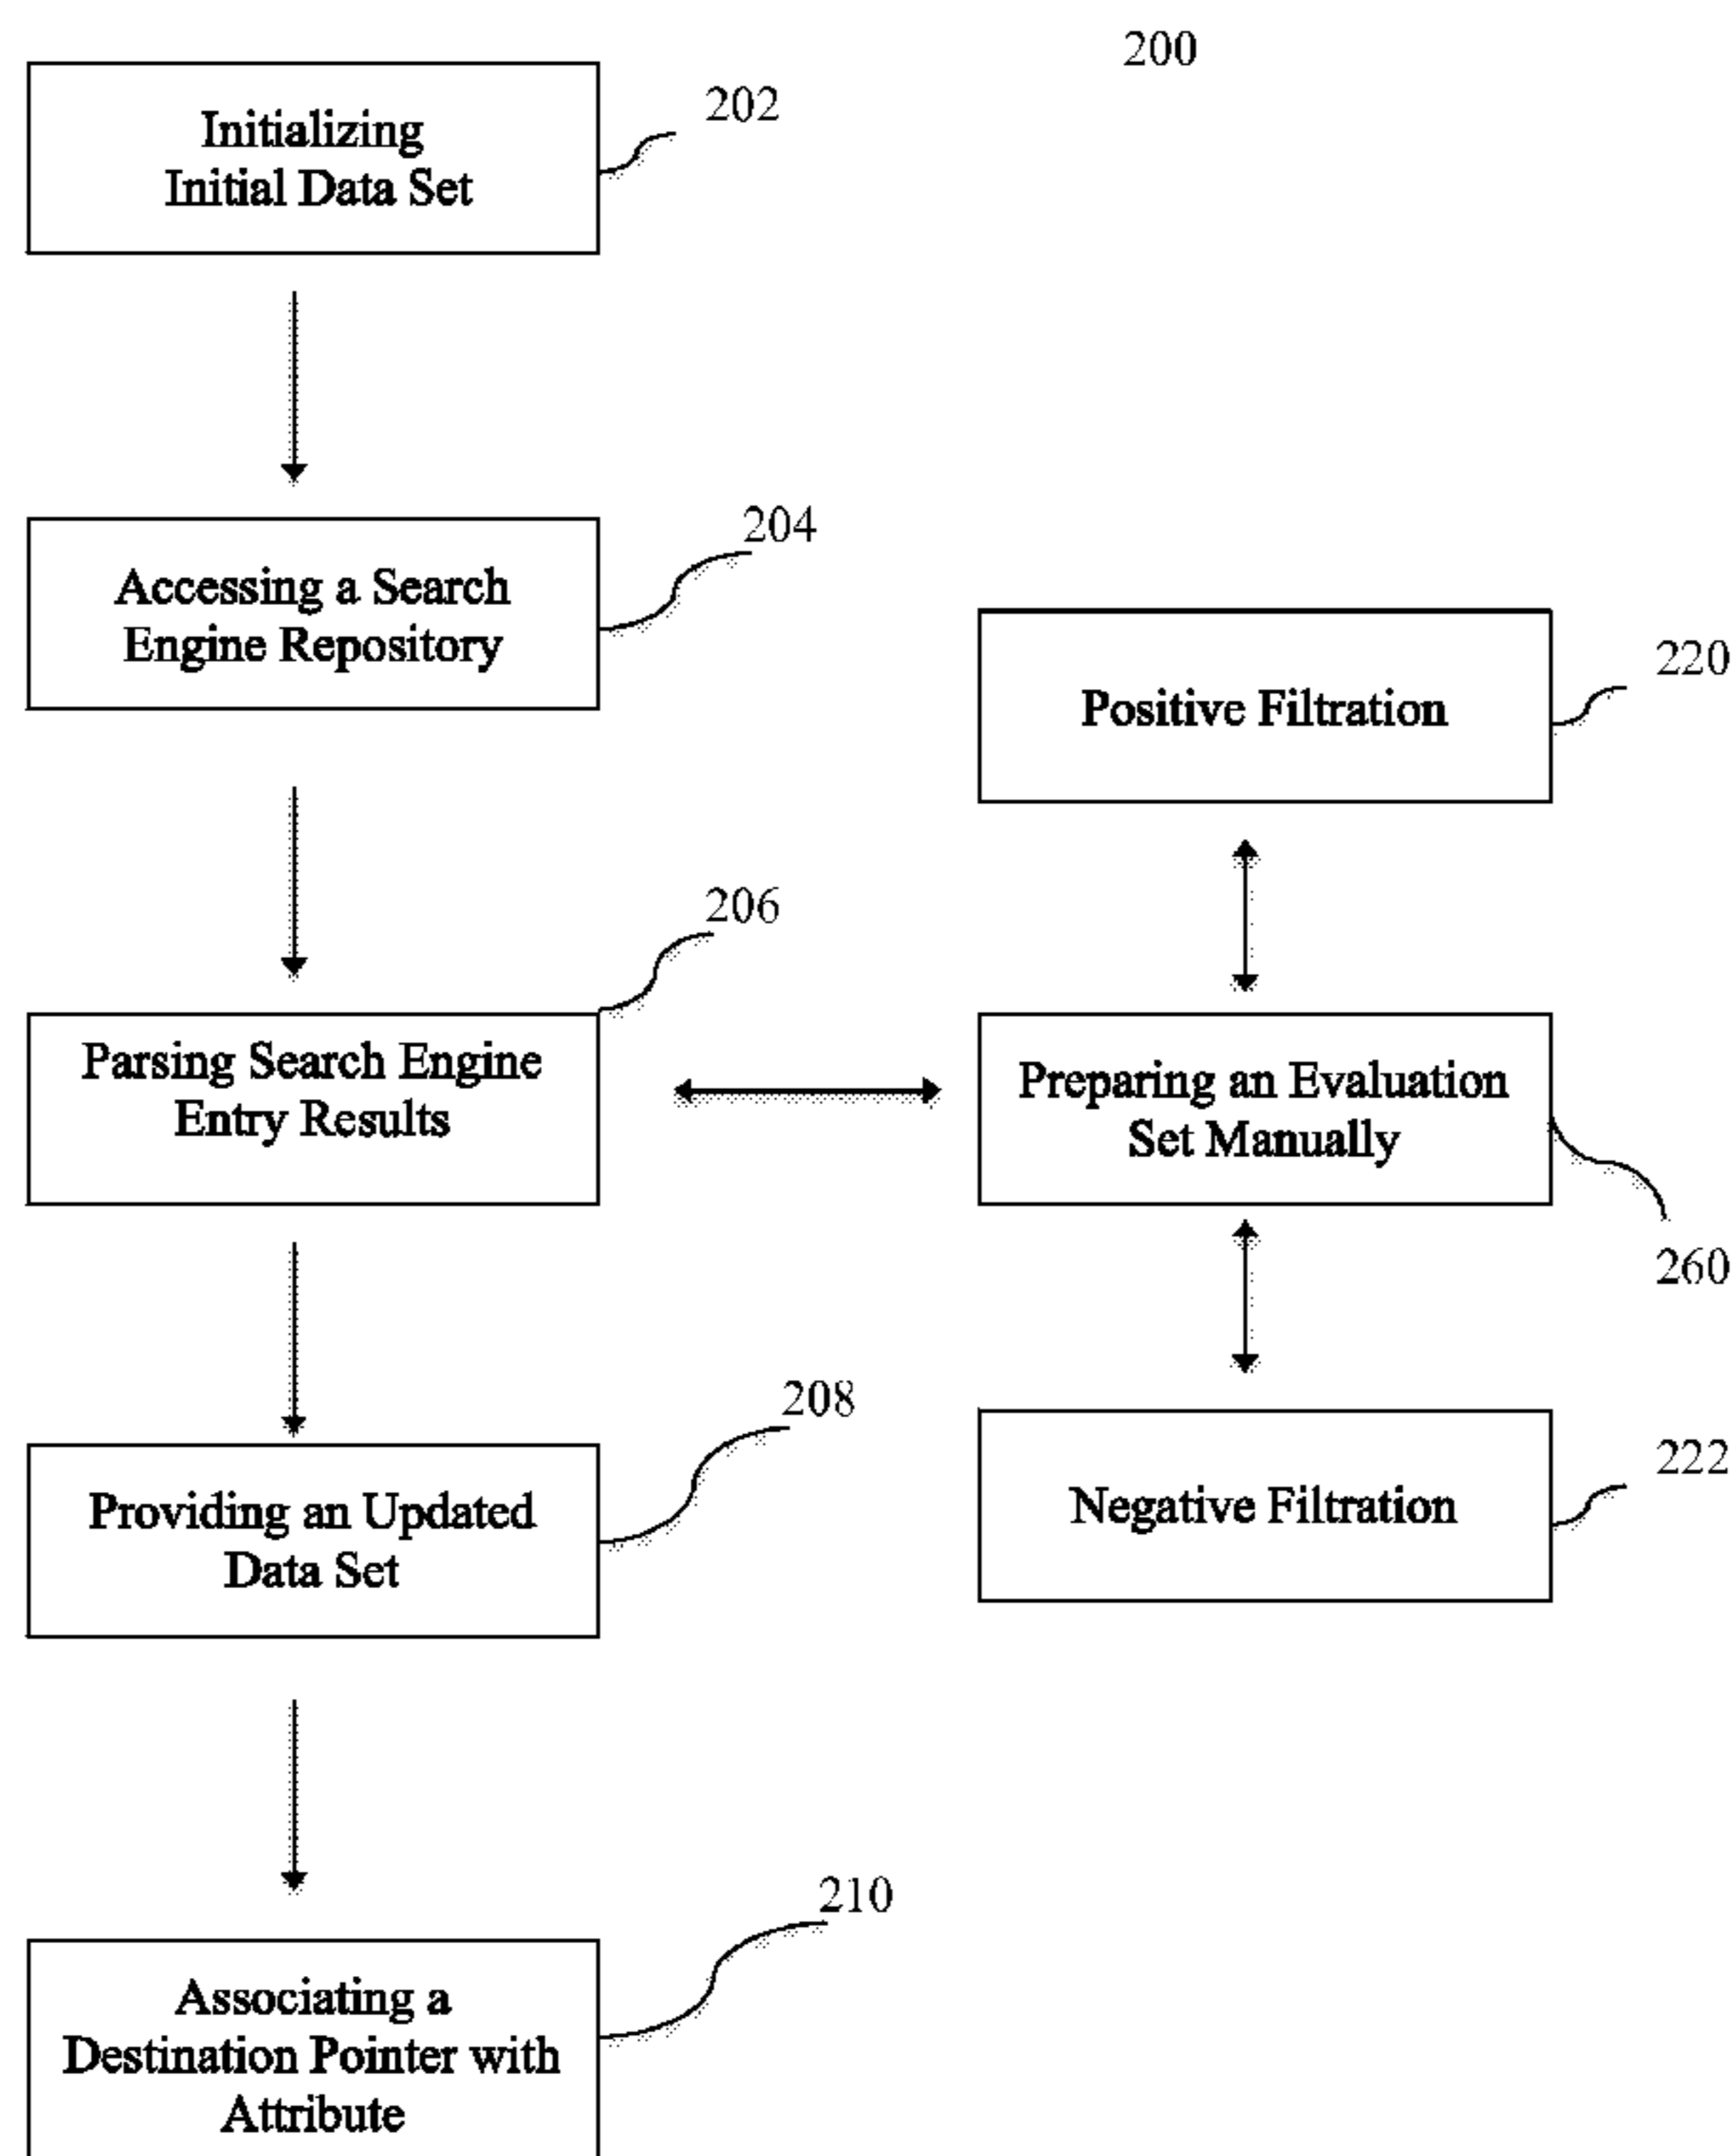 200
Initializing
Initial Data Set
202
Accessing a Search
Engine Repository
204
Positive Filtration
220
Parsing Search Engine
Entry Results
206
Preparing an Evaluation
Set Manually
260
Providing an Updated
Data Set
208
Negative Filtration
222
Associating a
Destination Pointer with
Attribute
210